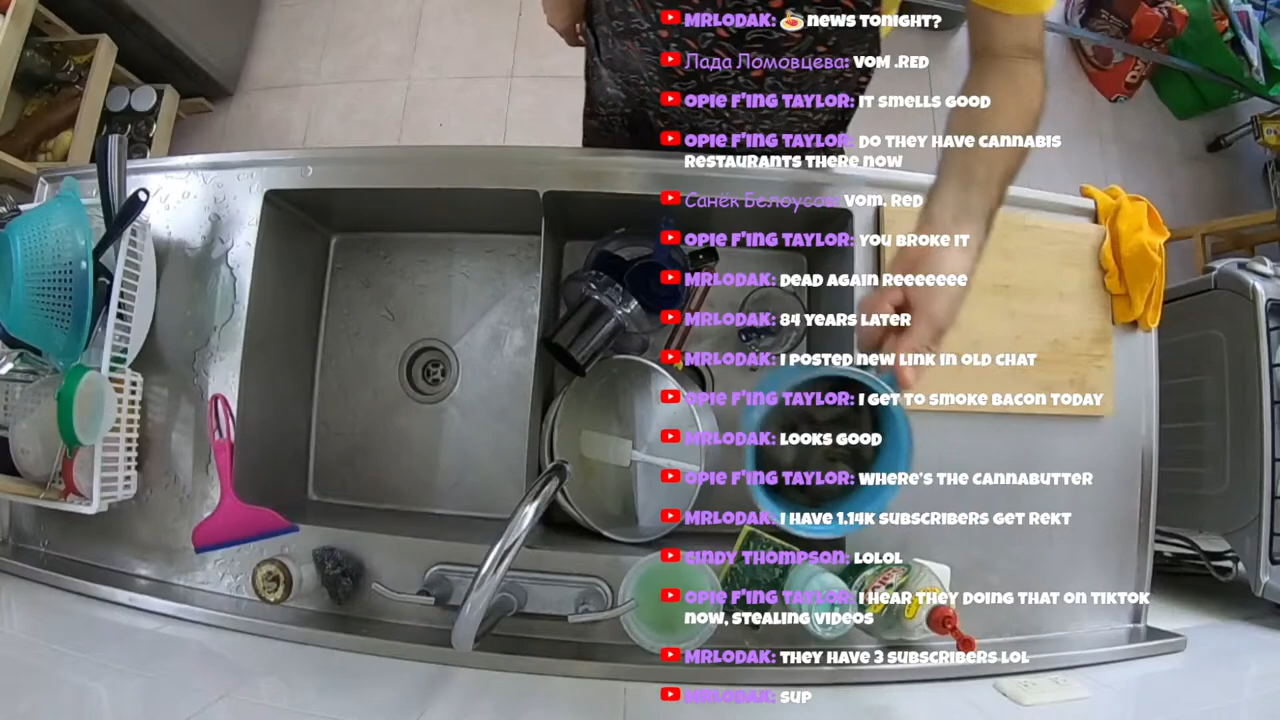 MRLODAK: 🍝 NEWS TONIGHT?
Лада Ломовцева: VOM .RED
OPIE F'ING TAYLOR: IT SMELLS GOOD
OPIE F'ING TAYLOR: DO THEY HAVE CANNABIS
RESTAURANTS THERE NOW
Санёк Белоусов: VOM. RED
OPIE F'ING TAYLOR: YOU BROKE IT
MRLODAK: DEAD AGAIN REEEEEEE
MRLODAK: 84 YEARS LATER
MRLODAK: I POSTED NEW LINK IN OLD CHAT
OPIE F'ING TAYLOR: I GET TO SMOKE BACON TODAY
MRLODAK: LOOKS GOOD
OPIE F'ING TAYLOR: WHERE'S THE CANNABUTTER
MRLODAK: I HAVE 1.14K SUBSCRIBERS GET REKT
CINDY THOMPSON: LOLOL
OPIE F'ING TAYLOR: I HEAR THEY DOING THAT ON TIKTOK
NOW, STEALING VIDEOS
MRLODAK: THEY HAVE 3 SUBSCRIBERS LOL
MRLODAK: SUP